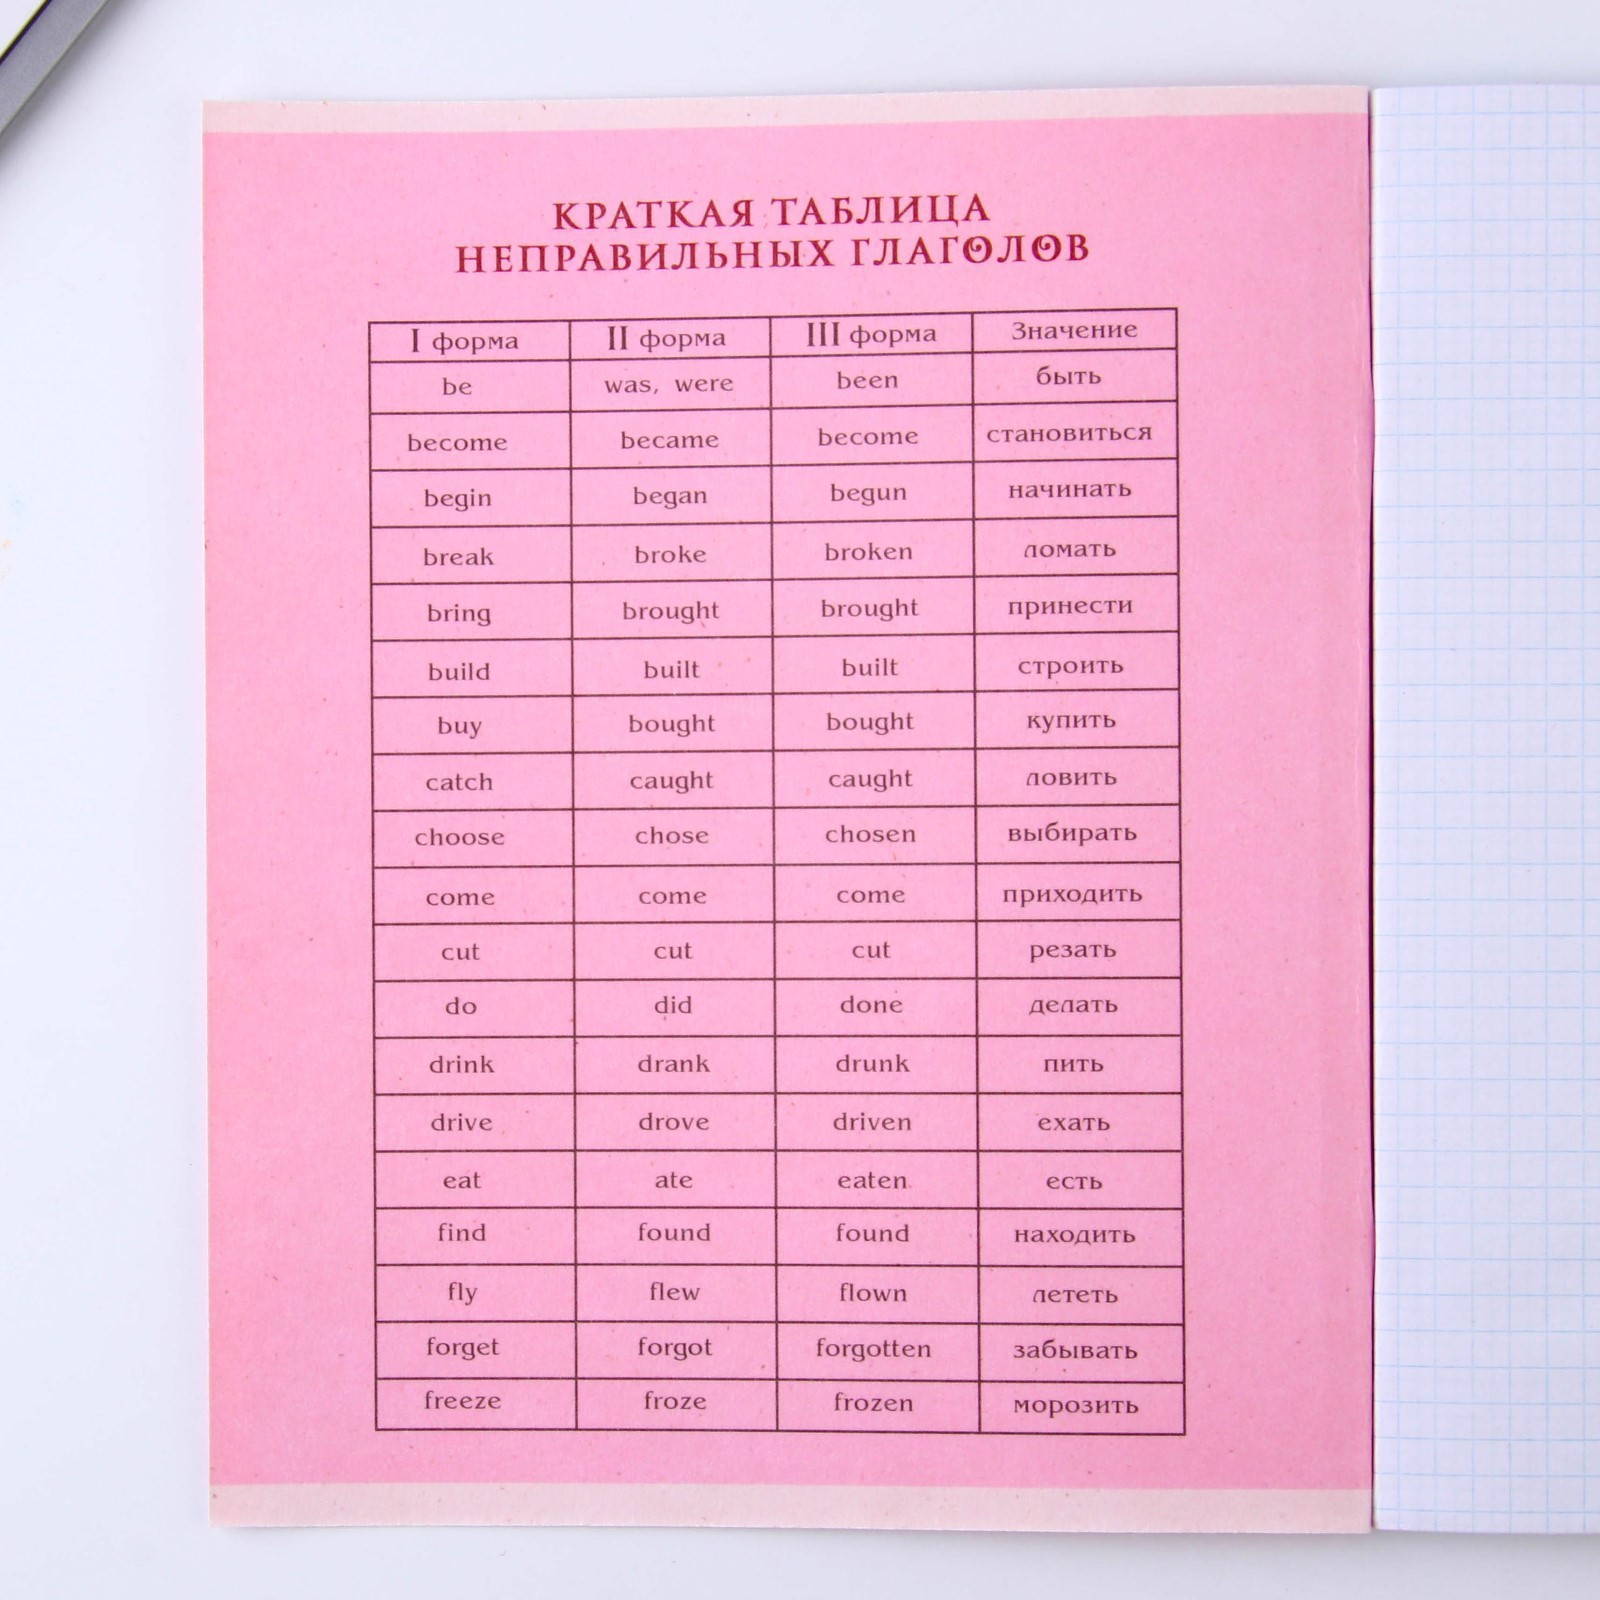 КРАТКАЯ ТАБЛИЦА
НЕПРАВИЛЬНЫХ ГЛАГОЛОВ
I форма II форма III форма Значение
be was, were been быть
become became become становиться
begin began begun начинать
break broke broken ломать
bring brought brought принести
build built built строить
buy bought bought купить
catch caught caught ловить
choose chose chosen выбирать
come come come приходить
cut cut cut резать
do did done делать
drink drank drunk пить
drive drove driven ехать
eat ate eaten есть
find found found находить
fly flew flown лететь
forget forgot forgotten забывать
freeze froze frozen морозить